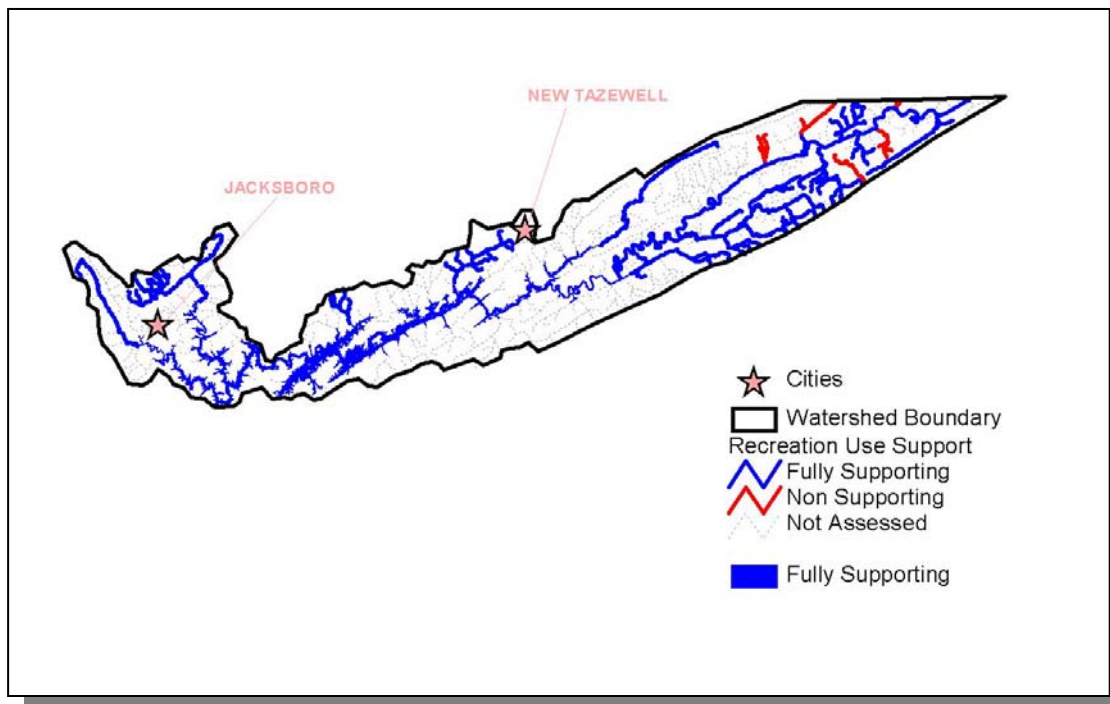 NEW TAZEWELL
JACKSBORO
Cities
Watershed Boundary
Recreation Use Support
Fully Supporting
Non Supporting
Not Assessed
Fully Supporting